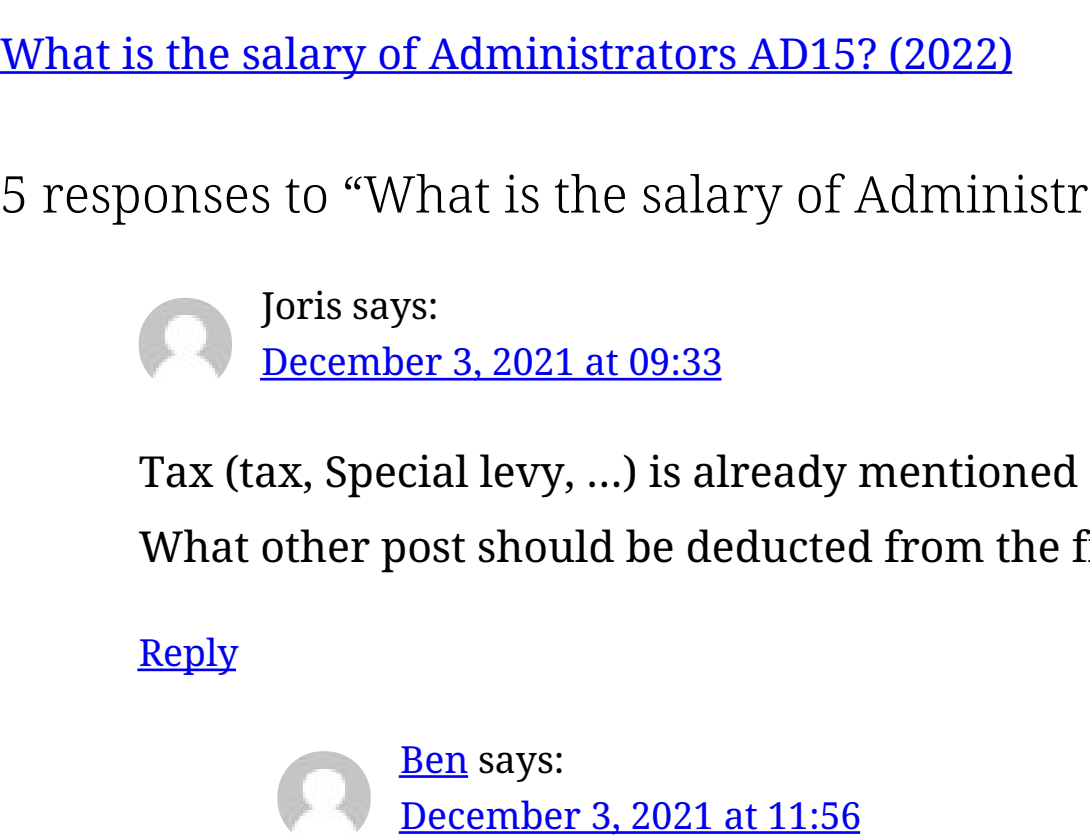 What is the salary of Administrators AD15? (2022)
5 responses to “What is the salary of
Joris says:
December 3, 2021 at 09:33
Tax (tax, Special levy, …) is already mentioned
What other post should be deducted from the
Reply
Ben says:
December 3, 2021 at 11:56